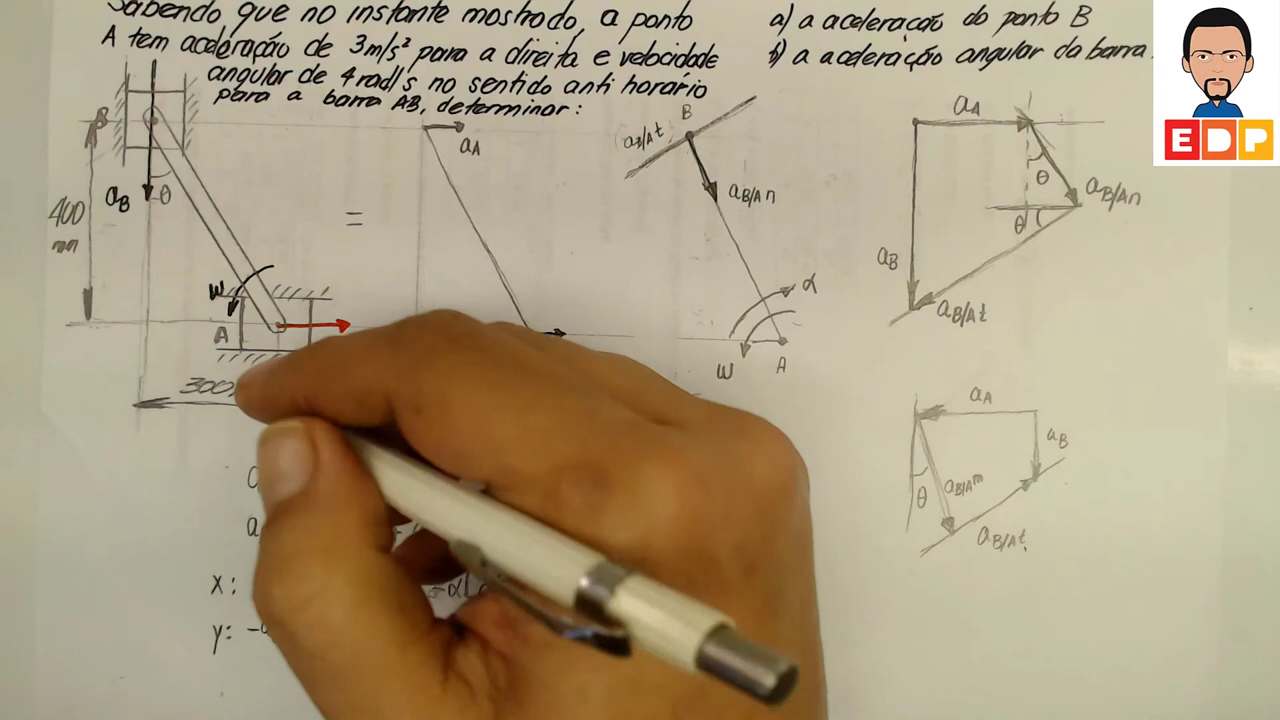 Sabendo que no instante mostrado, a ponto
A tem aceleração de 3m/s² para a direita e velocidade
angular de 4 rad/s no sentido anti horário
para a barra AB, determinar:
a) a aceleração do ponto B
b) a aceleração angular da barra.
EDP
B
aB
θ
400
mm
W
A
300
=
aA
aB/At
B
aB/An
α
W
A
aA
θ
aB/An
θ
aB
aB/At
aA
aB
θ
aB/An
aB/At
a
a
x:
y: -